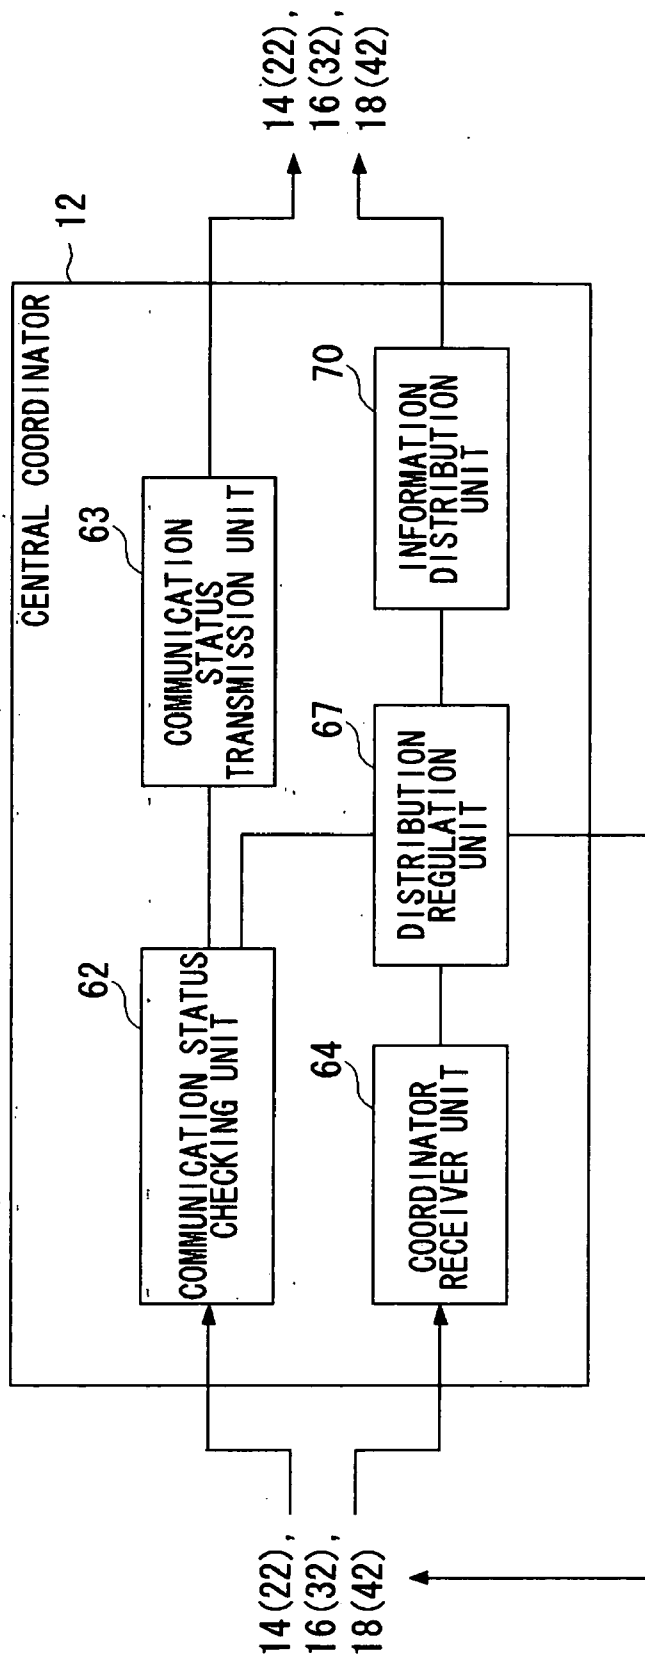 CENTRAL COORDINATOR
12
14(22),
16(32),
18(42)
62
COMMUNICATION STATUS
CHECKING UNIT
63
COMMUNICATION
STATUS
TRANSMISSION UNIT
14(22),
16(32),
18(42)
64
COORDINATOR
RECEIVER UNIT
67
DISTRIBUTION
REGULATION
UNIT
70
INFORMATION
DISTRIBUTION
UNIT